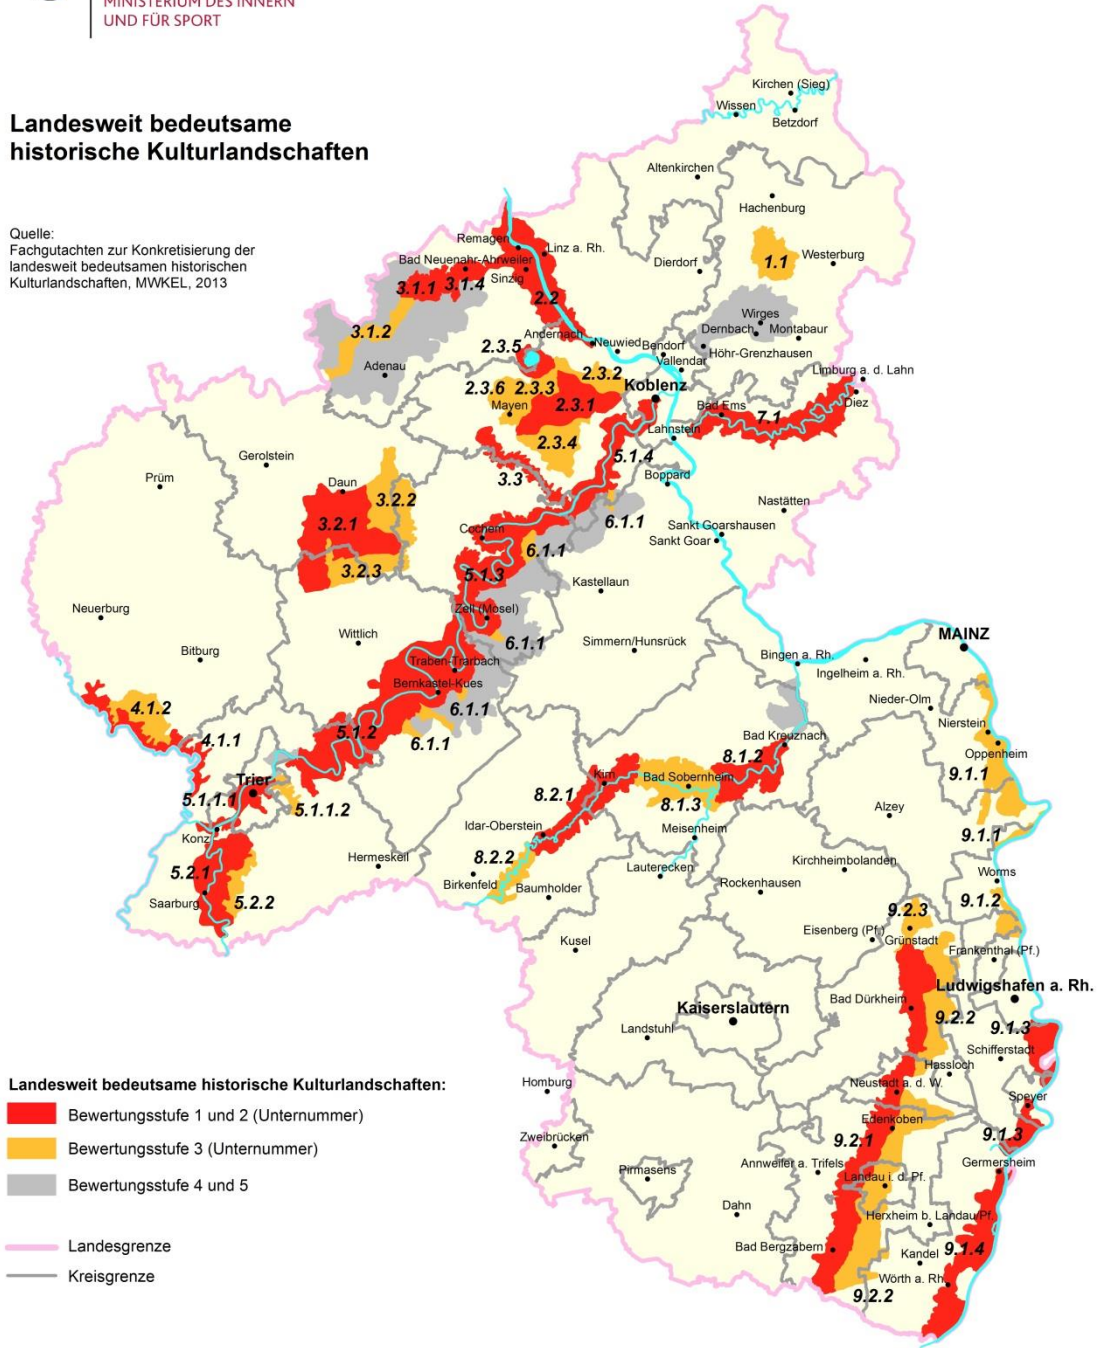 MINISTERIUM DES INNERN
UND FÜR SPORT
Landesweit bedeutsame
historische Kulturlandschaften
Quelle:
Fachgutachten zur Konkretisierung der
landesweit bedeutsamen historischen
Kulturlandschaften, MWKEL, 2013
Kirchen (Sieg)
Wissen
Betzdorf
Altenkirchen
Hachenburg
Remagen
Linz a. Rh.
Bad Neuenahr-Ahrweiler
Sinzig
Dierdorf
1.1
Westerburg
3.1.1
3.1.4
2.2
3.1.2
Wirges
Dernbach
Montabaur
Andernach
Neuwied
Bendorf
Höhr-Grenzhausen
Vallendar
2.3.5
Adenau
2.3.6
2.3.3
2.3.2
Limburg a. d. Lahn
Koblenz
Diez
Mayen
2.3.1
Bad Ems
7.1
Lahnstein
2.3.4
5.1.4
Gerolstein
3.3
Boppard
Prüm
Daun
3.2.2
Nastätten
3.2.1
6.1.1
Sankt Goarshausen
Sankt Goar
Cochem
6.1.1
3.2.3
5.1.3
Kastellaun
Neuerburg
Zell (Mosel)
Wittlich
6.1.1
Simmern/Hunsrück
MAINZ
Bitburg
Traben-Trarbach
Bingen a. Rh.
Ingelheim a. Rh.
Bernkastel-Kues
Nieder-Olm
4.1.2
6.1.1
Nierstein
5.1.2
6.1.1
4.1.1
Bad Kreuznach
Oppenheim
8.1.2
9.1.1
Trier
Kirn
Bad Sobernheim
5.1.1.1
5.1.1.2
8.2.1
8.1.3
Alzey
Konz
Idar-Oberstein
Meisenheim
9.1.1
Hermeskeil
8.2.2
Kirchheimbolanden
5.2.1
Birkenfeld
Lauterecken
Worms
Saarburg
5.2.2
Baumholder
Rockenhausen
9.1.2
9.2.3
Eisenberg (Pf.)
Grünstadt
Kusel
Frankenthal (Pf.)
Ludwigshafen a. Rh.
Kaiserslautern
Bad Dürkheim
9.2.2
9.1.3
Landstuhl
Schifferstadt
Hassloch
Homburg
Neustadt a. d. W.
Speyer
Edenkoben
Zweibrücken
9.2.1
9.1.3
Pirmasens
Annweiler a. Trifels
Germersheim
Landau i. d. Pf.
Dahn
Herxheim b. Landau/Pf.
Bad Bergzabern
Kandel
9.1.4
Wörth a. Rh.
9.2.2
Landesweit bedeutsame historische Kulturlandschaften:
Bewertungsstufe 1 und 2 (Unternummer)
Bewertungsstufe 3 (Unternummer)
Bewertungsstufe 4 und 5
Landesgrenze
Kreisgrenze